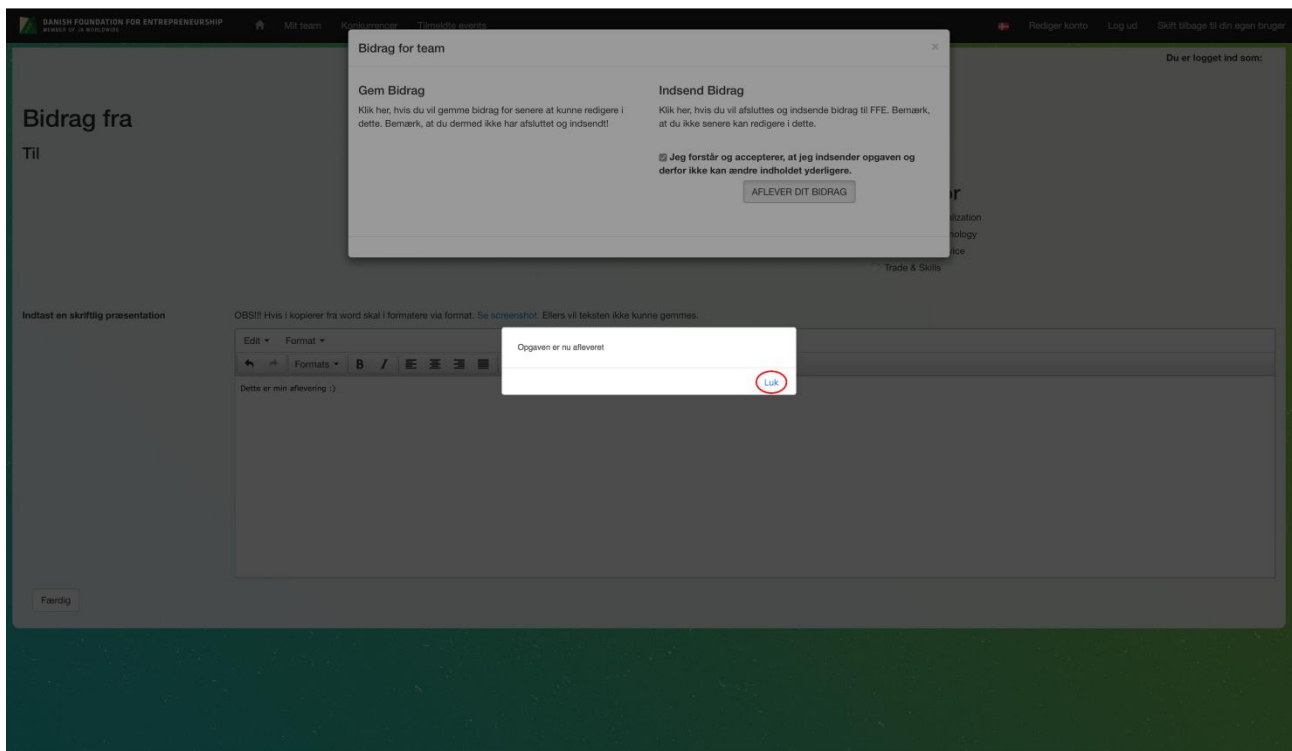 DANISH FOUNDATION FOR ENTREPRENEURSHIP
MEMBER OF JA WORLDWIDE
Mit team Konkurrencer Tilmeldte events
Rediger konto Log ud Skift tilbage til din egen bruger
Du er logget ind som:
Bidrag for team
×
Gem Bidrag
Klik her, hvis du vil gemme bidrag for senere at kunne redigere i
dette. Bemærk, at du dermed ikke har afsluttet og indsendt!
Indsend Bidrag
Klik her, hvis du vil afsluttes og indsende bidrag til FFE. Bemærk,
at du ikke senere kan redigere i dette.
Jeg forstår og accepterer, at jeg indsender opgaven og
derfor ikke kan ændre indholdet yderligere.
AFLEVER DIT BIDRAG
Bidrag fra
Til
Trade & Skills
Indtast en skriftlig præsentation
OBS!!! Hvis i kopierer fra word skal i formatere via format. Se screenshot. Ellers vil teksten ikke kunne gemmes.
Edit Format
Formats B I
Dette er min aflevering :)
Opgaven er nu afleveret
Luk
Færdig